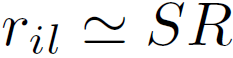 r_{il} ≃ SR